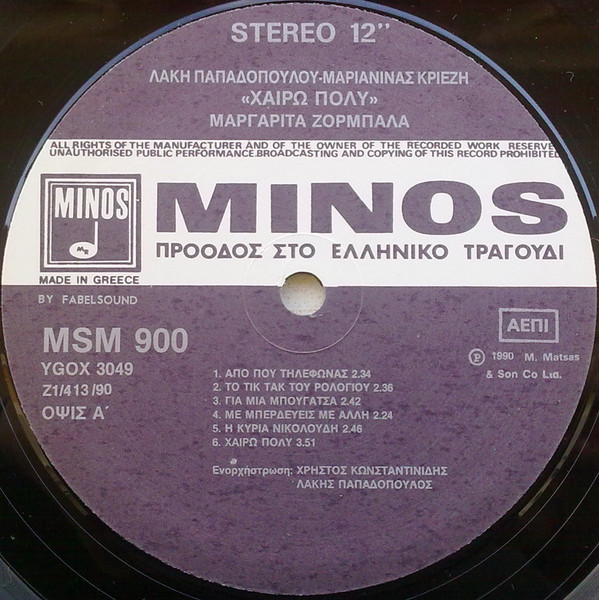 STEREO 12''
ΛΑΚΗ ΠΑΠΑΔΟΠΟΥΛΟΥ-ΜΑΡΙΑΝΙΝΑΣ ΚΡΙΕΖΗ
«ΧΑΙΡΩ ΠΟΛΥ»
ΜΑΡΓΑΡΙΤΑ ΖΟΡΜΠΑΛΑ
ALL RIGHTS OF THE MANUFACTURER AND OF THE OWNER OF THE RECORDED WORK RESERVE
UNAUTHORISED PUBLIC PERFORMANCE.BROADCASTING AND COPYING OF THIS RECORD PROHIBITED
MINOS
MR
MINOS
ΠΡΟΟΔΟΣ ΣΤΟ ΕΛΛΗΝΙΚΟ ΤΡΑΓΟΥΔΙ
MADE IN GREECE
BY FABELSOUND
MSM 900
YGOX 3049
Z1/413/90
ΟΨΙΣ Α΄
ΑΕΠΙ
Ⓟ 1990 M. Matsas
& Son Co Ltd.
1. ΑΠΟ ΠΟΥ ΤΗΛΕΦΩΝΑΣ 2.34
2. ΤΟ ΤΙΚ ΤΑΚ ΤΟΥ ΡΟΛΟΓΙΟΥ 2.36
3. ΓΙΑ ΜΙΑ ΜΠΟΥΓΑΤΣΑ 2.42
4. ΜΕ ΜΠΕΡΔΕΥΕΙΣ ΜΕ ΑΛΛΗ 2.24
5. Η ΚΥΡΙΑ ΝΙΚΟΛΟΥΔΗ 2.46
6. ΧΑΙΡΩ ΠΟΛΥ 3.51
Ενορχήστρωση: ΧΡΗΣΤΟΣ ΚΩΝΣΤΑΝΤΙΝΙΔΗΣ
ΛΑΚΗΣ ΠΑΠΑΔΟΠΟΥΛΟΣ